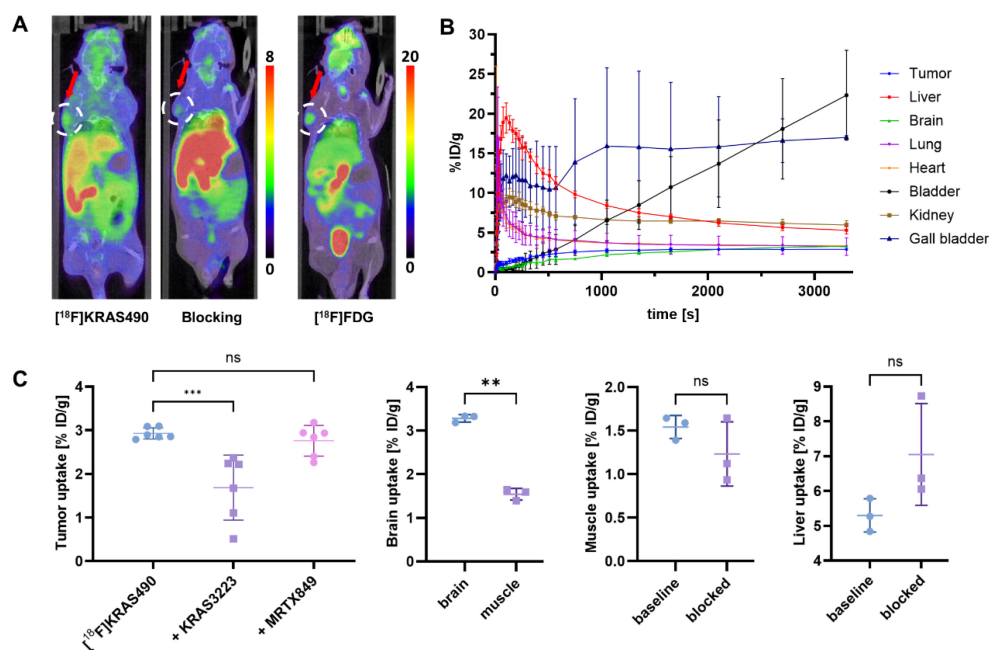 A
8
0
20
0
[¹⁸F]KRAS490
Blocking
[¹⁸F]FDG
B
%ID/g
30
25
20
15
10
5
0
0
1000
2000
3000
time [s]
Tumor
Liver
Brain
Lung
Heart
Bladder
Kidney
Gall bladder
C
Tumor uptake [% ID/g]
4
3
2
1
0
ns
***
[¹⁸F]KRAS490
+ KRAS3223
+ MRTX849
Brain uptake [% ID/g]
4
3
2
1
0
**
brain
muscle
Muscle uptake [% ID/g]
2.0
1.5
1.0
0.5
0.0
ns
baseline
blocked
Liver uptake [% ID/g]
9
8
7
6
5
4
ns
baseline
blocked